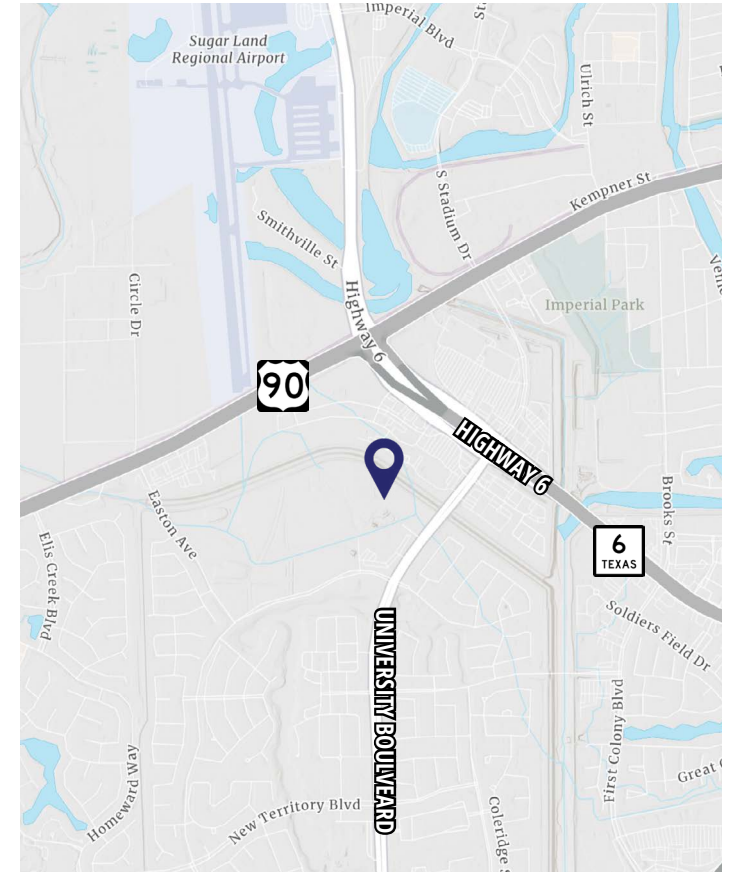 Imperial Blvd
Sugar Land
Regional Airport
Ulrich St
S Stadium Dr
Kempner St
Smithville St
Circle Dr
Highway 6
Imperial Park
90
HIGHWAY 6
Easton Ave
Brooks St
Elis Creek Blvd
6
TEXAS
Soldiers Field Dr
UNIVERSITY BOULVEARD
First Colony Blvd
Homeward Way
New Territory Blvd
Great
Coleridge